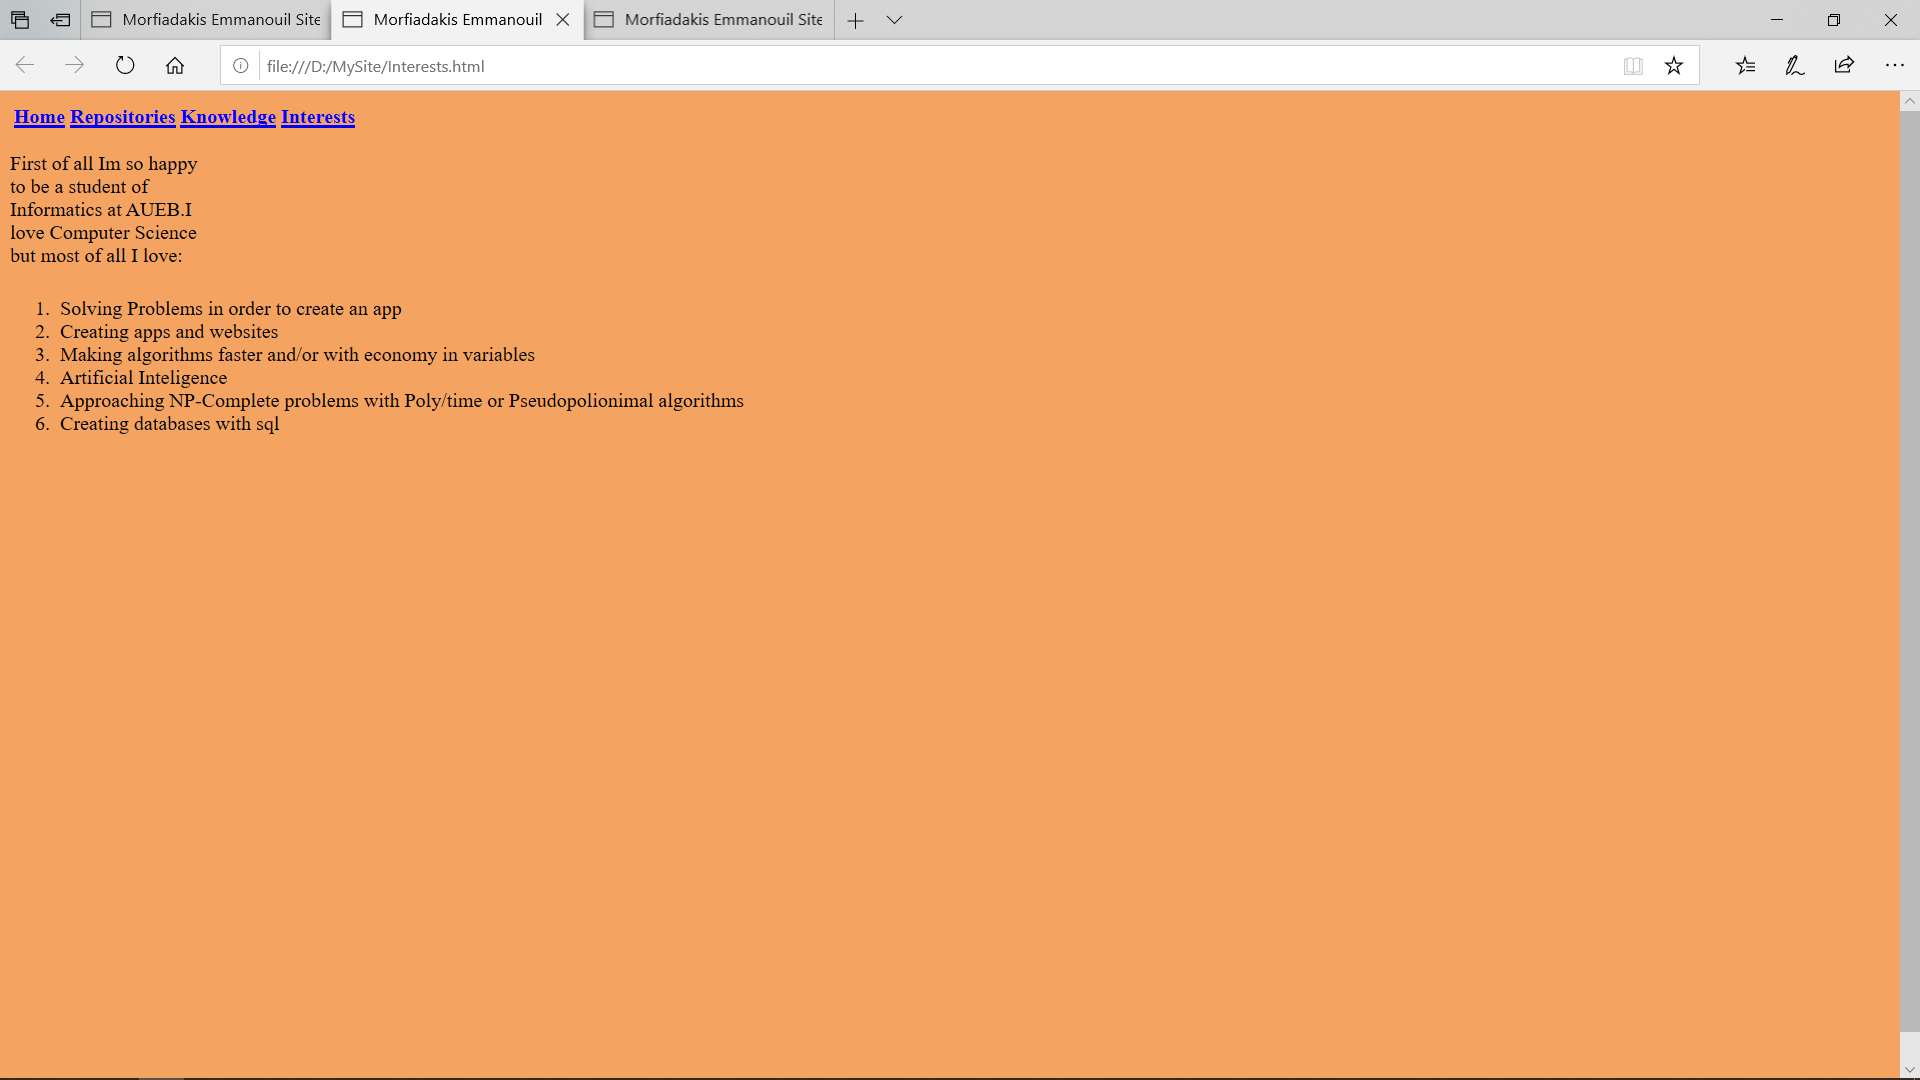 Morfiadakis Emmanouil Site
Morfiadakis Emmanouil
Morfiadakis Emmanouil Site
file:///D:/MySite/Interests.html
Home Repositories Knowledge Interests
First of all Im so happy
to be a student of
Informatics at AUEB.I
love Computer Science
but most of all I love:
1. Solving Problems in order to create an app
2. Creating apps and websites
3. Making algorithms faster and/or with economy in variables
4. Artificial Inteligence
5. Approaching NP-Complete problems with Poly/time or Pseudopolionimal algorithms
6. Creating databases with sql